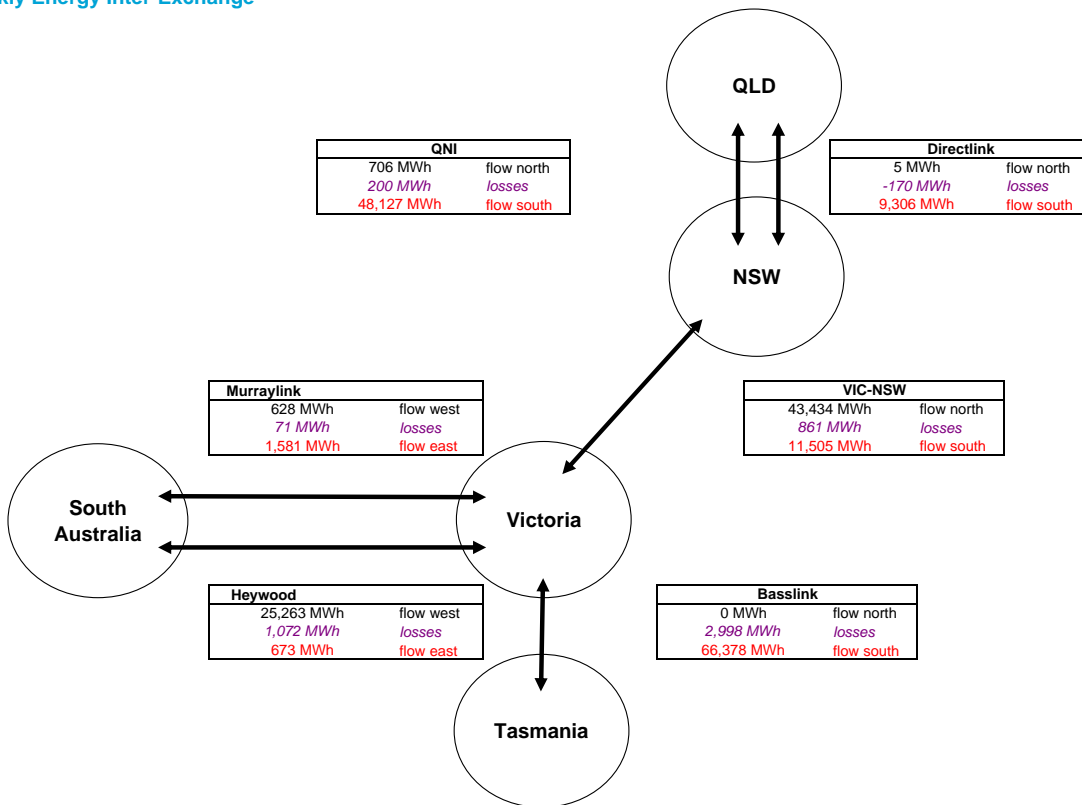 kly Energy Inter-Exchange
QLD
QNI
706 MWh flow north
200 MWh losses
48,127 MWh flow south
Directlink
5 MWh flow north
-170 MWh losses
9,306 MWh flow south
NSW
Murraylink
628 MWh flow west
71 MWh losses
1,581 MWh flow east
VIC-NSW
43,434 MWh flow north
861 MWh losses
11,505 MWh flow south
South
Australia
Victoria
Heywood
25,263 MWh flow west
1,072 MWh losses
673 MWh flow east
Basslink
0 MWh flow north
2,998 MWh losses
66,378 MWh flow south
Tasmania